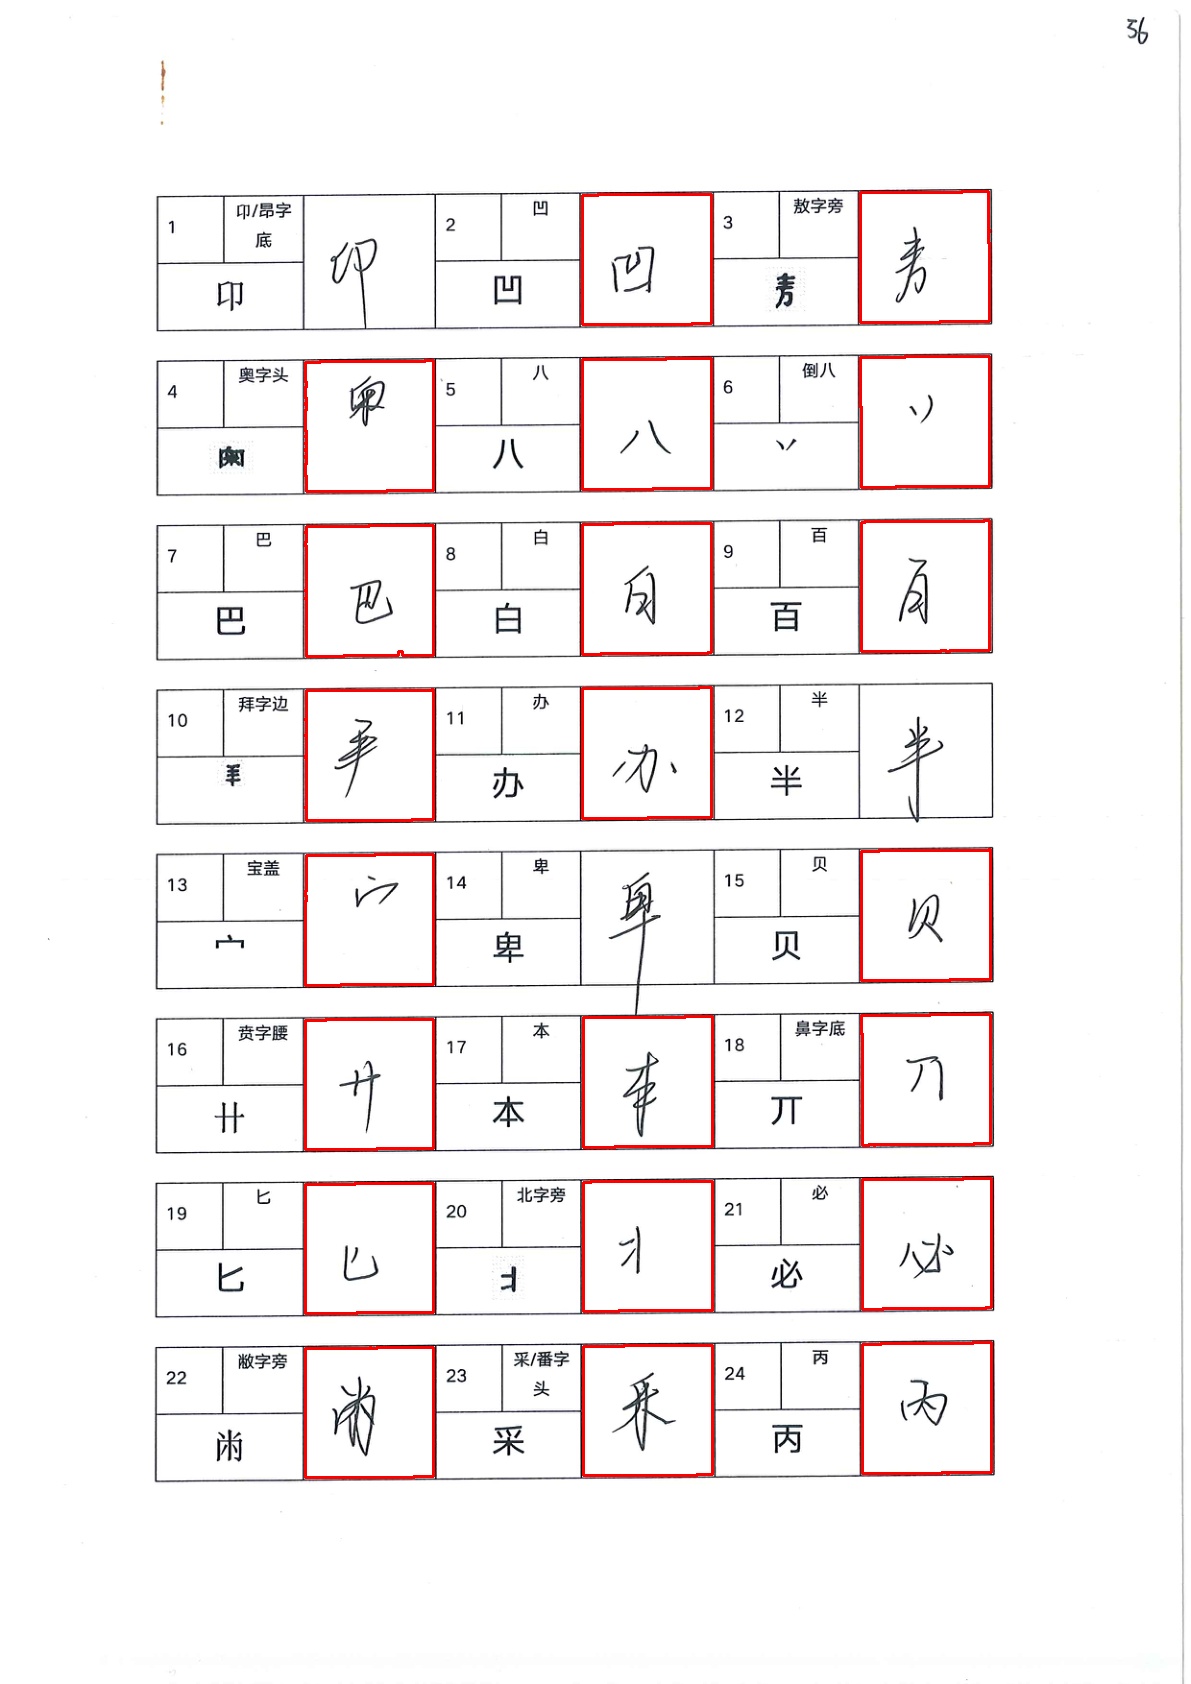 56
1 卬/昂字底 卬 卬 2 凹 凹 凹 3 敖字旁
4 奥字头 5 八 八 八 6 倒八 丷 丷
7 巴 巴 巴 8 白 白 白 9 百 百 百
10 拜字边 11 办 办 办 12 半 半 半
13 宝盖 宀 宀 14 卑 卑 卑 15 贝 贝 贝
16 贲字腰 卄 卄 17 本 本 本 18 鼻字底 丌 丌
19 匕 匕 匕 20 北字旁 21 必 必 必
22 敝字旁 㡀 㡀 23 采/番字头 采 采 24 丙 丙 丙